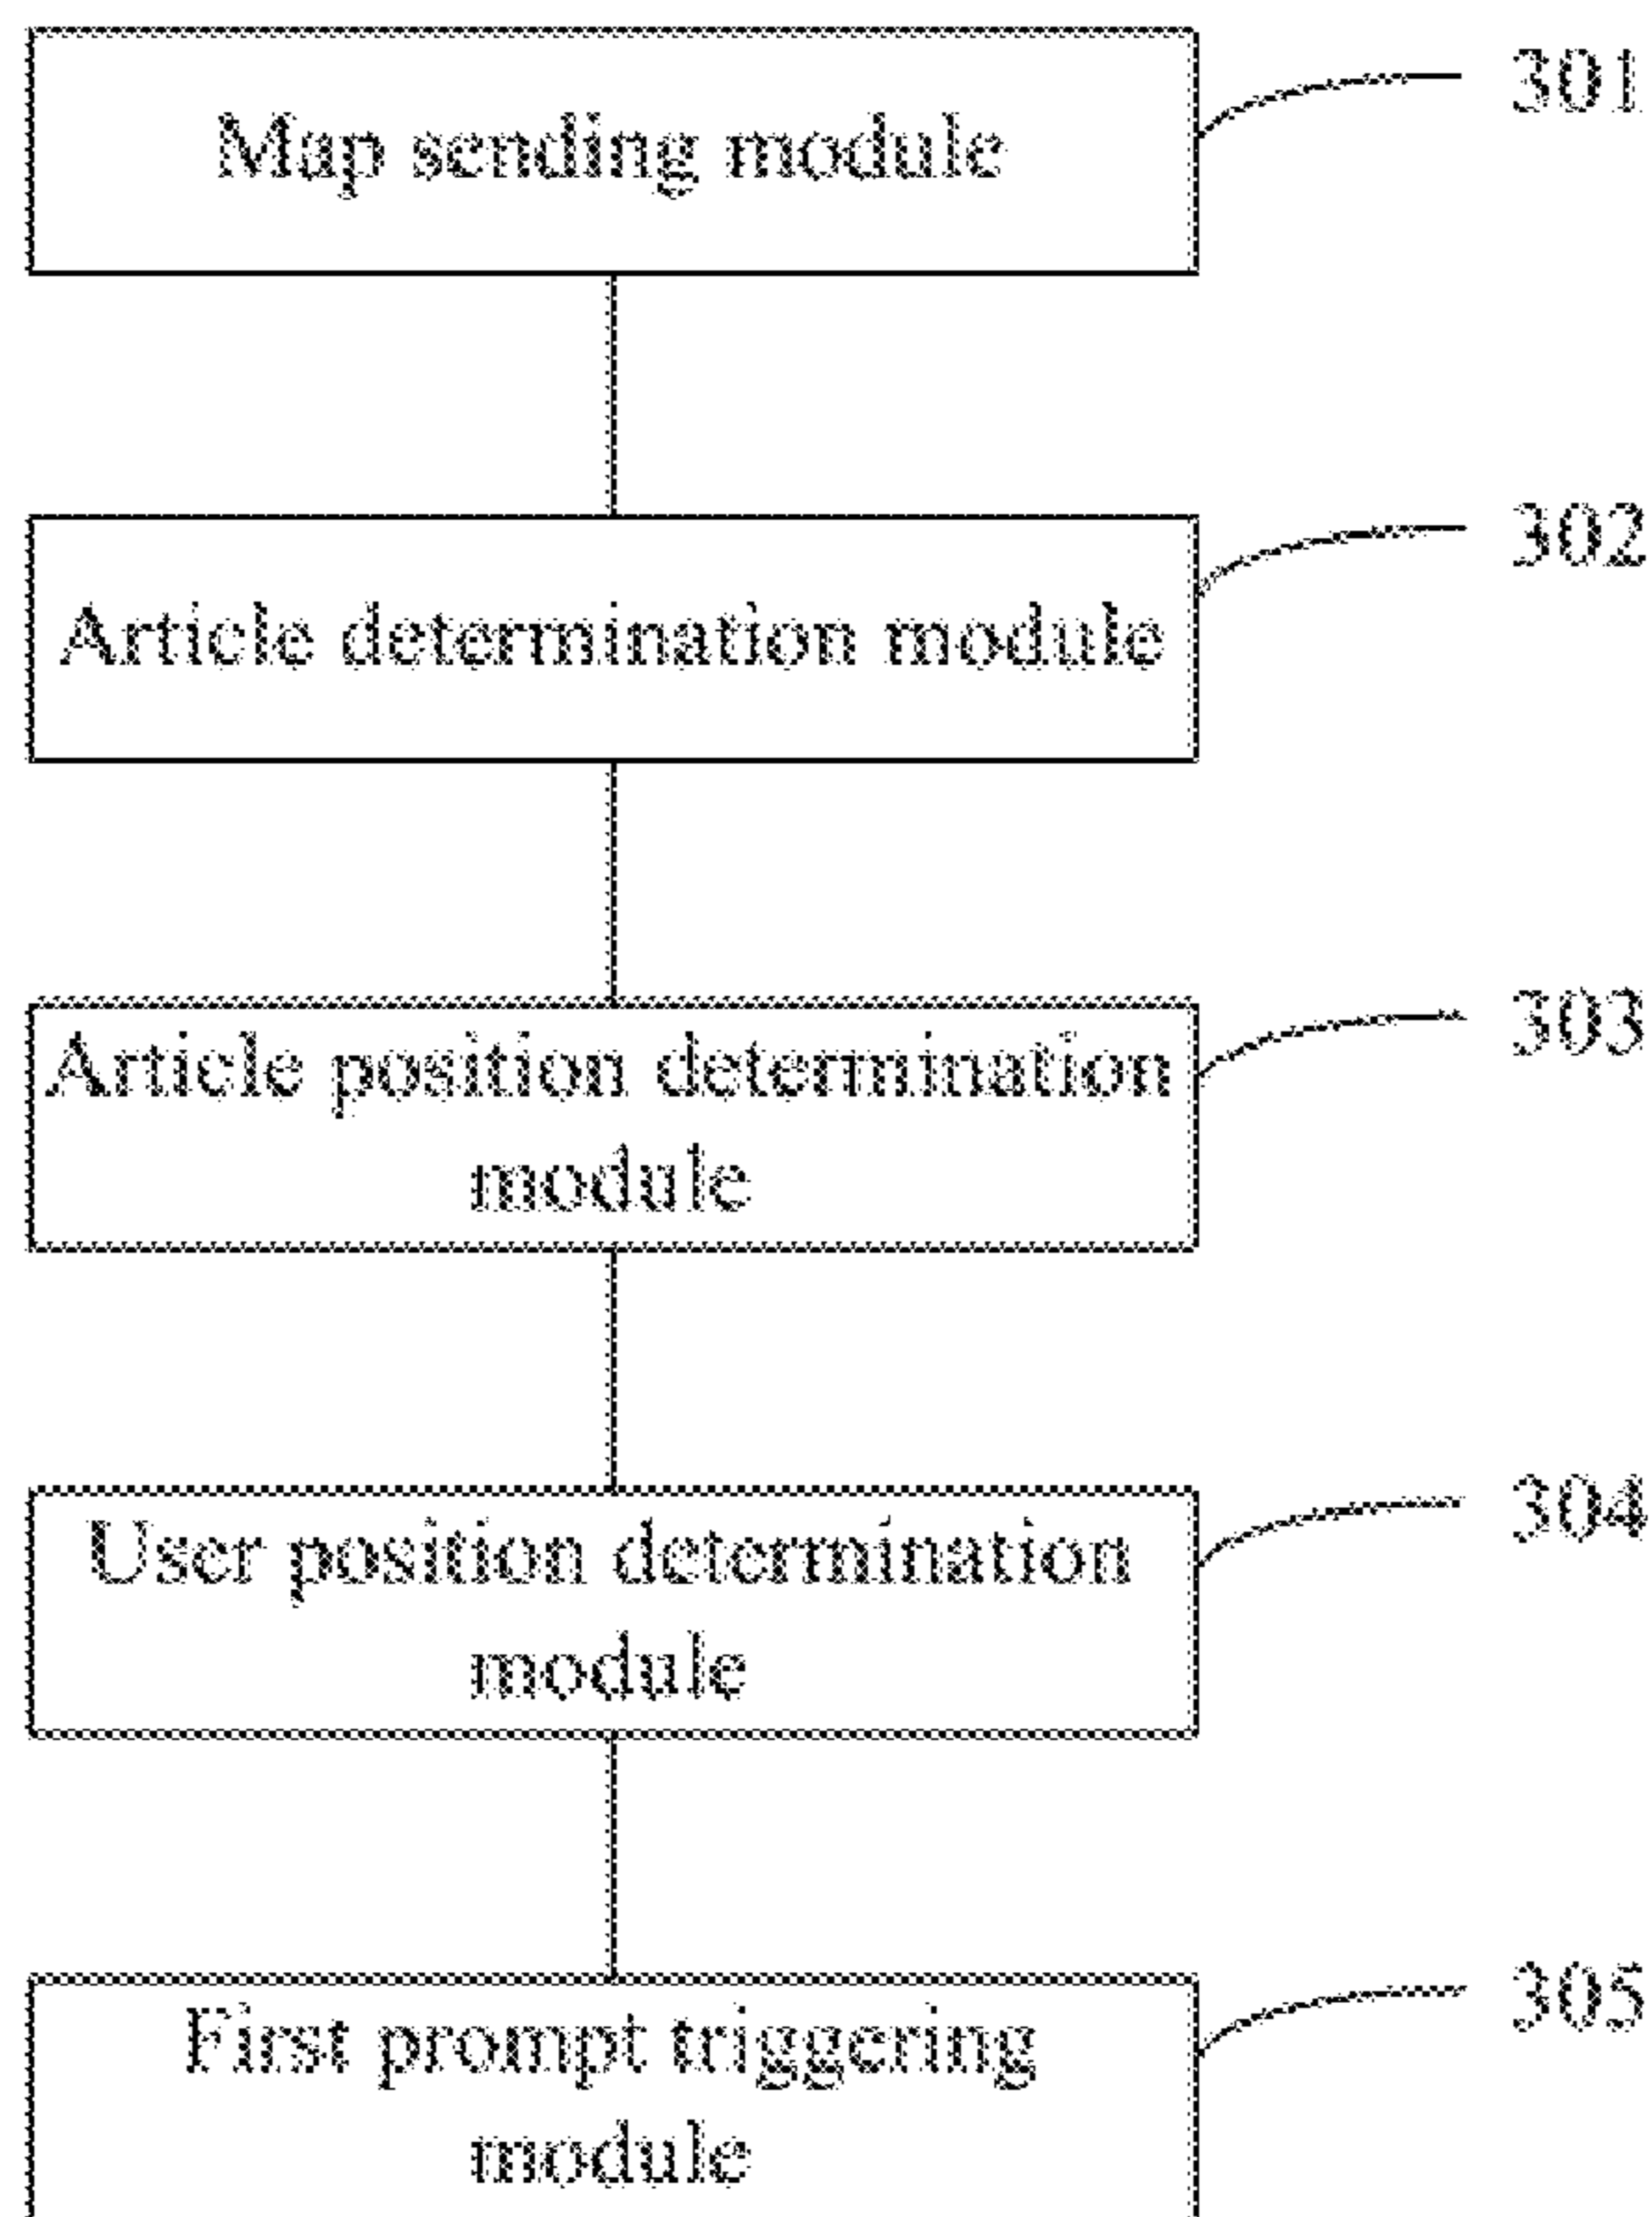 Map sending module
301
Article determination module
302
Article position determination
module
303
User position determination
module
304
First prompt triggering
module
305